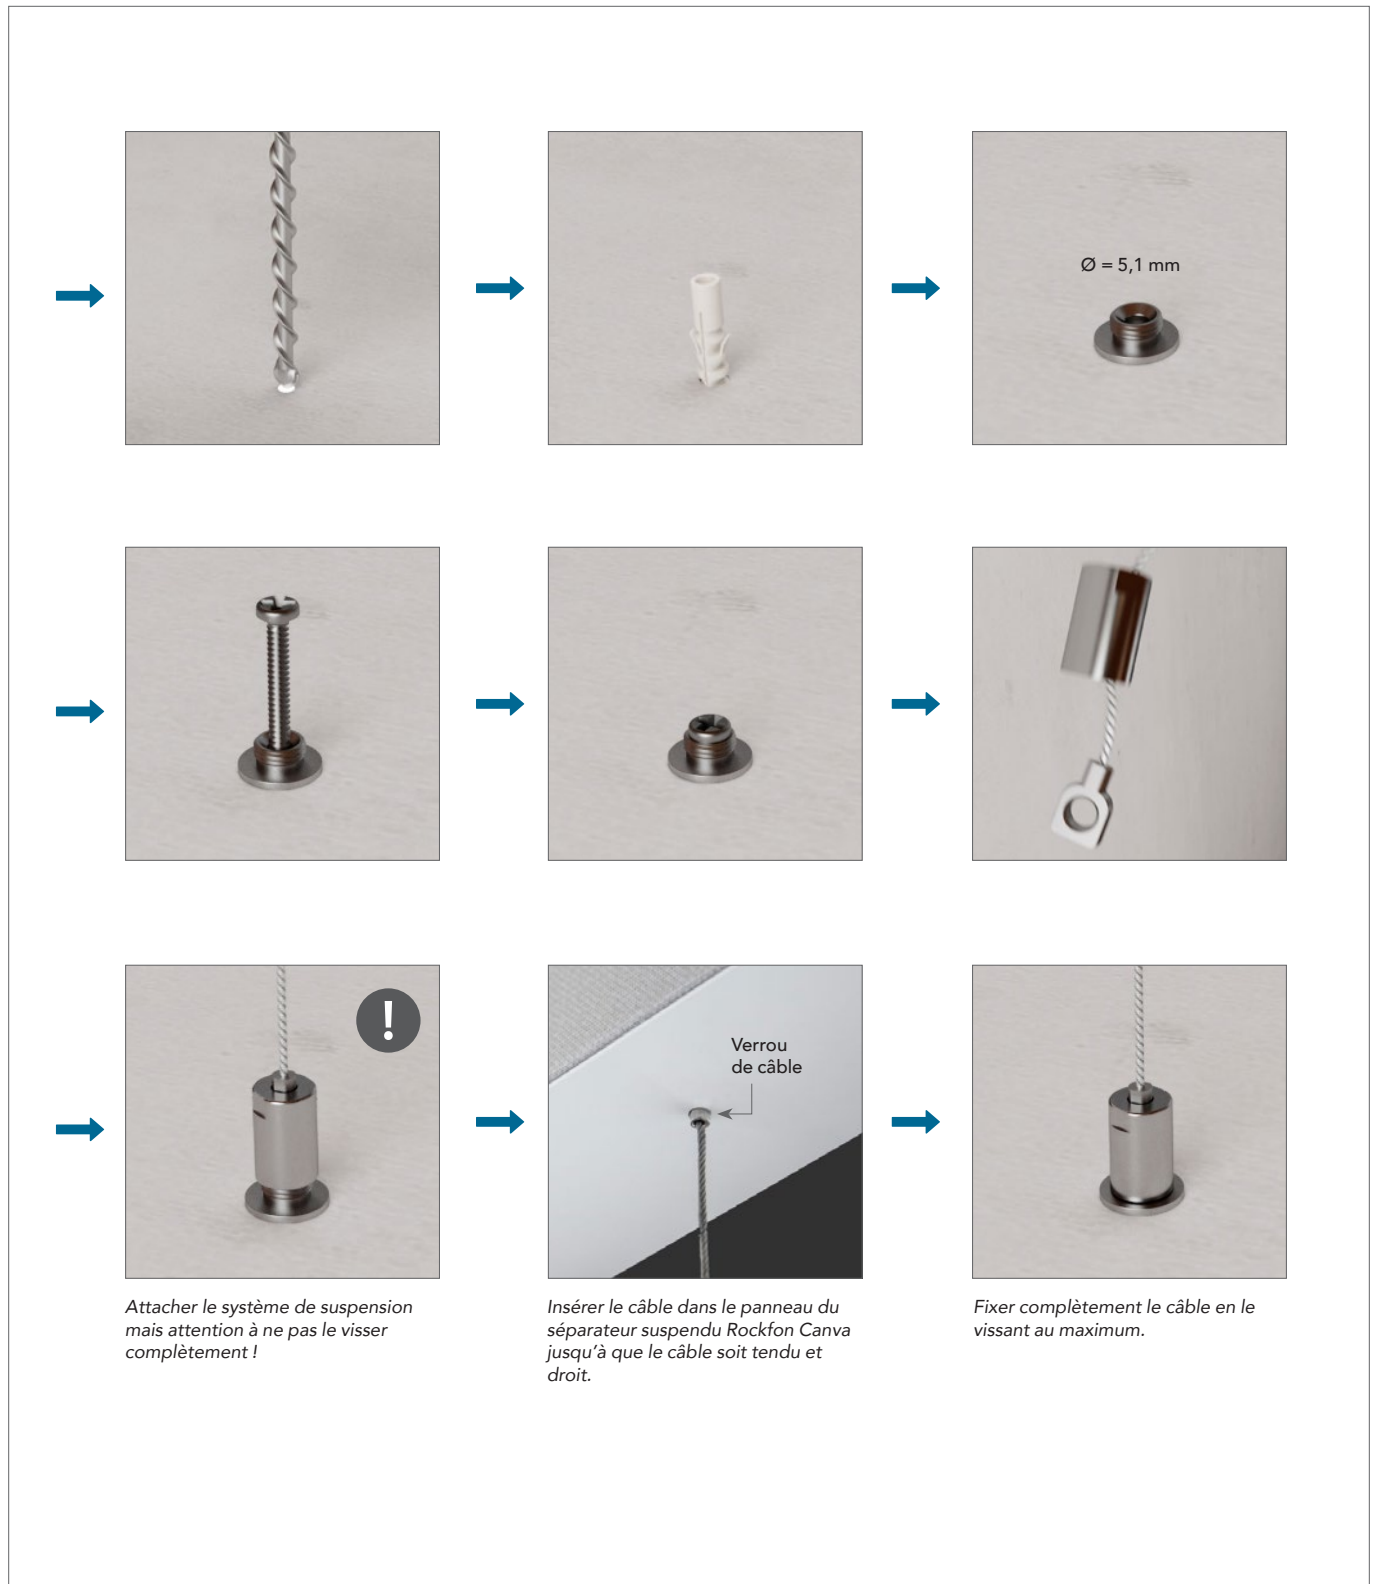 Ø = 5,1 mm
!
Verrou
de câble
Attacher le système de suspension
mais attention à ne pas le visser
complètement !
Insérer le câble dans le panneau du
séparateur suspendu Rockfon Canva
jusqu'à que le câble soit tendu et
droit.
Fixer complètement le câble en le
vissant au maximum.